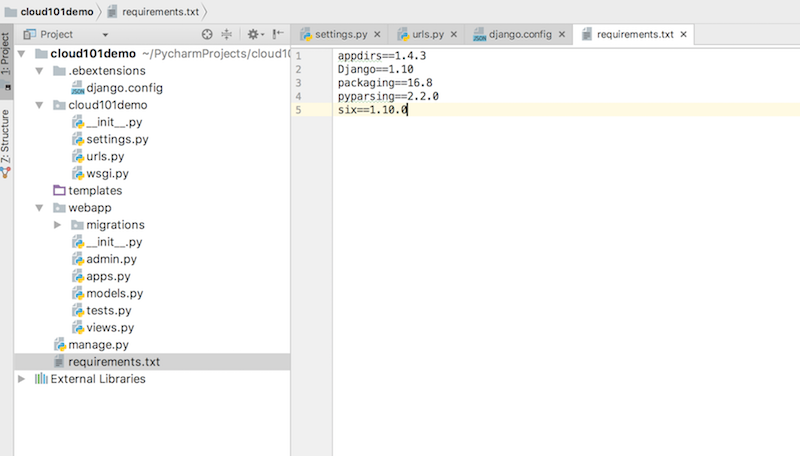 cloud101demo requirements.txt
1: Project
7: Structure
Project
cloud101demo ~/PycharmProjects/cloud10
.ebextensions
django.config
cloud101demo
__init__.py
settings.py
urls.py
wsgi.py
templates
webapp
migrations
__init__.py
admin.py
apps.py
models.py
tests.py
views.py
manage.py
requirements.txt
External Libraries
settings.py urls.py django.config requirements.txt
1 appdirs==1.4.3
2 Django==1.10
3 packaging==16.8
4 pyparsing==2.2.0
5 six==1.10.0